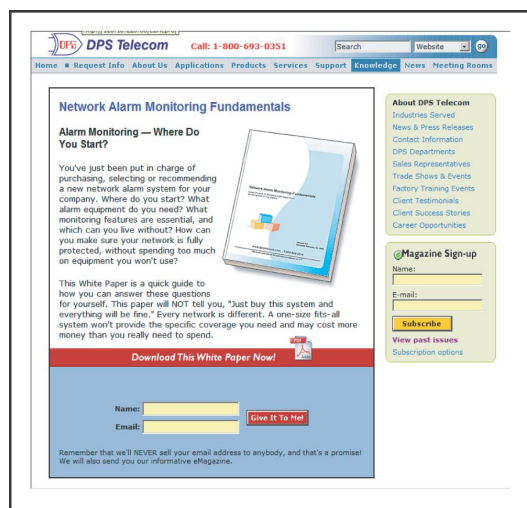 DPS DPS Telecom Call: 1-800-693-0351 Search Website go
Home Request Info About Us Applications Products Services Support Knowledge News Meeting Rooms
Network Alarm Monitoring Fundamentals
Alarm Monitoring — Where Do
You Start?
You've just been put in charge of
purchasing, selecting or recommending
a new network alarm system for your
company. Where do you start? What
alarm equipment do you need? What
monitoring features are essential, and
which can you live without? How can
you make sure your network is fully
protected, without spending too much
on equipment you won't use?
Network Alarm Monitoring Fundamentals
This White Paper is a quick guide to
how you can answer these questions
for yourself. This paper will NOT tell you, "Just buy this system and
everything will be fine." Every network is different. A one-size fits-all
system won't provide the specific coverage you need and may cost more
money than you really need to spend.
Download This White Paper Now! PDF
Name:
Email:
Give It To Me!
Remember that we'll NEVER sell your email address to anybody, and that's a promise!
We will also send you our informative eMagazine.
About DPS Telecom
Industries Served
News & Press Releases
Contact Information
DPS Departments
Sales Representatives
Trade Shows & Events
Factory Training Events
Client Testimonials
Client Success Stories
Career Opportunities
eMagazine Sign-up
Name:
E-mail:
Subscribe
View past issues
Subscription options